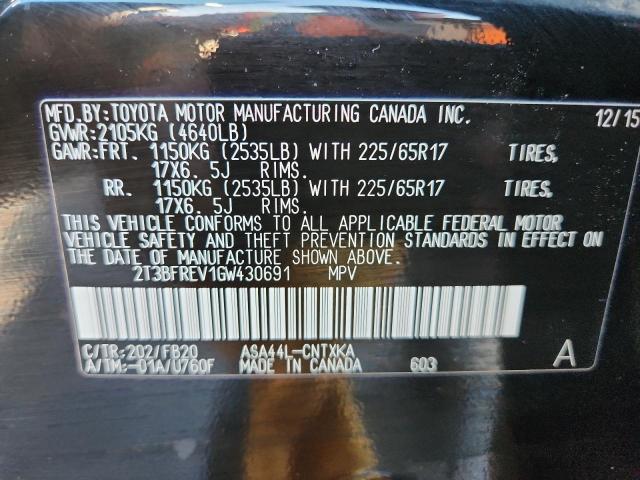 MFD.BY:TOYOTA MOTOR MANUFACTURING CANADA INC. 12/15
GVWR:2105KG (4640LB)
GAWR:FRT. 1150KG (2535LB) WITH 225/65R17 TIRES,
17X6. 5J RIMS.
RR. 1150KG (2535LB) WITH 225/65R17 TIRES,
17X6. 5J RIMS.
THIS VEHICLE CONFORMS TO ALL APPLICABLE FEDERAL MOTOR
VEHICLE SAFETY AND THEFT PREVENTION STANDARDS IN EFFECT ON
THE DATE OF MANUFACTURE SHOWN ABOVE.
2T3BFREV1GW430691 MPV
C/TR:202/FB20 ASA44L-CNTXKA A
A/TM:-01A/U760F MADE IN CANADA 603